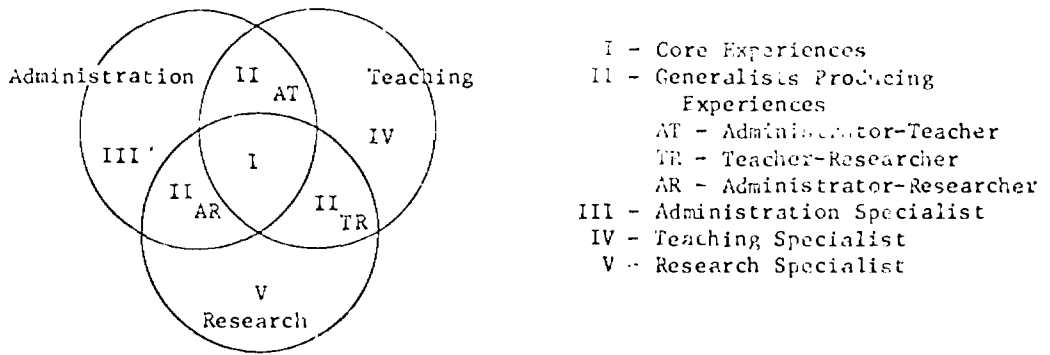 Administration
Teaching
II
AT
III
IV
I
II
AR
II
TR
V
Research
I - Core Experiences
II - Generalists Producing
Experiences
AT - Administrator-Teacher
TR - Teacher-Researcher
AR - Administrator-Researcher
III - Administration Specialist
IV - Teaching Specialist
V - Research Specialist